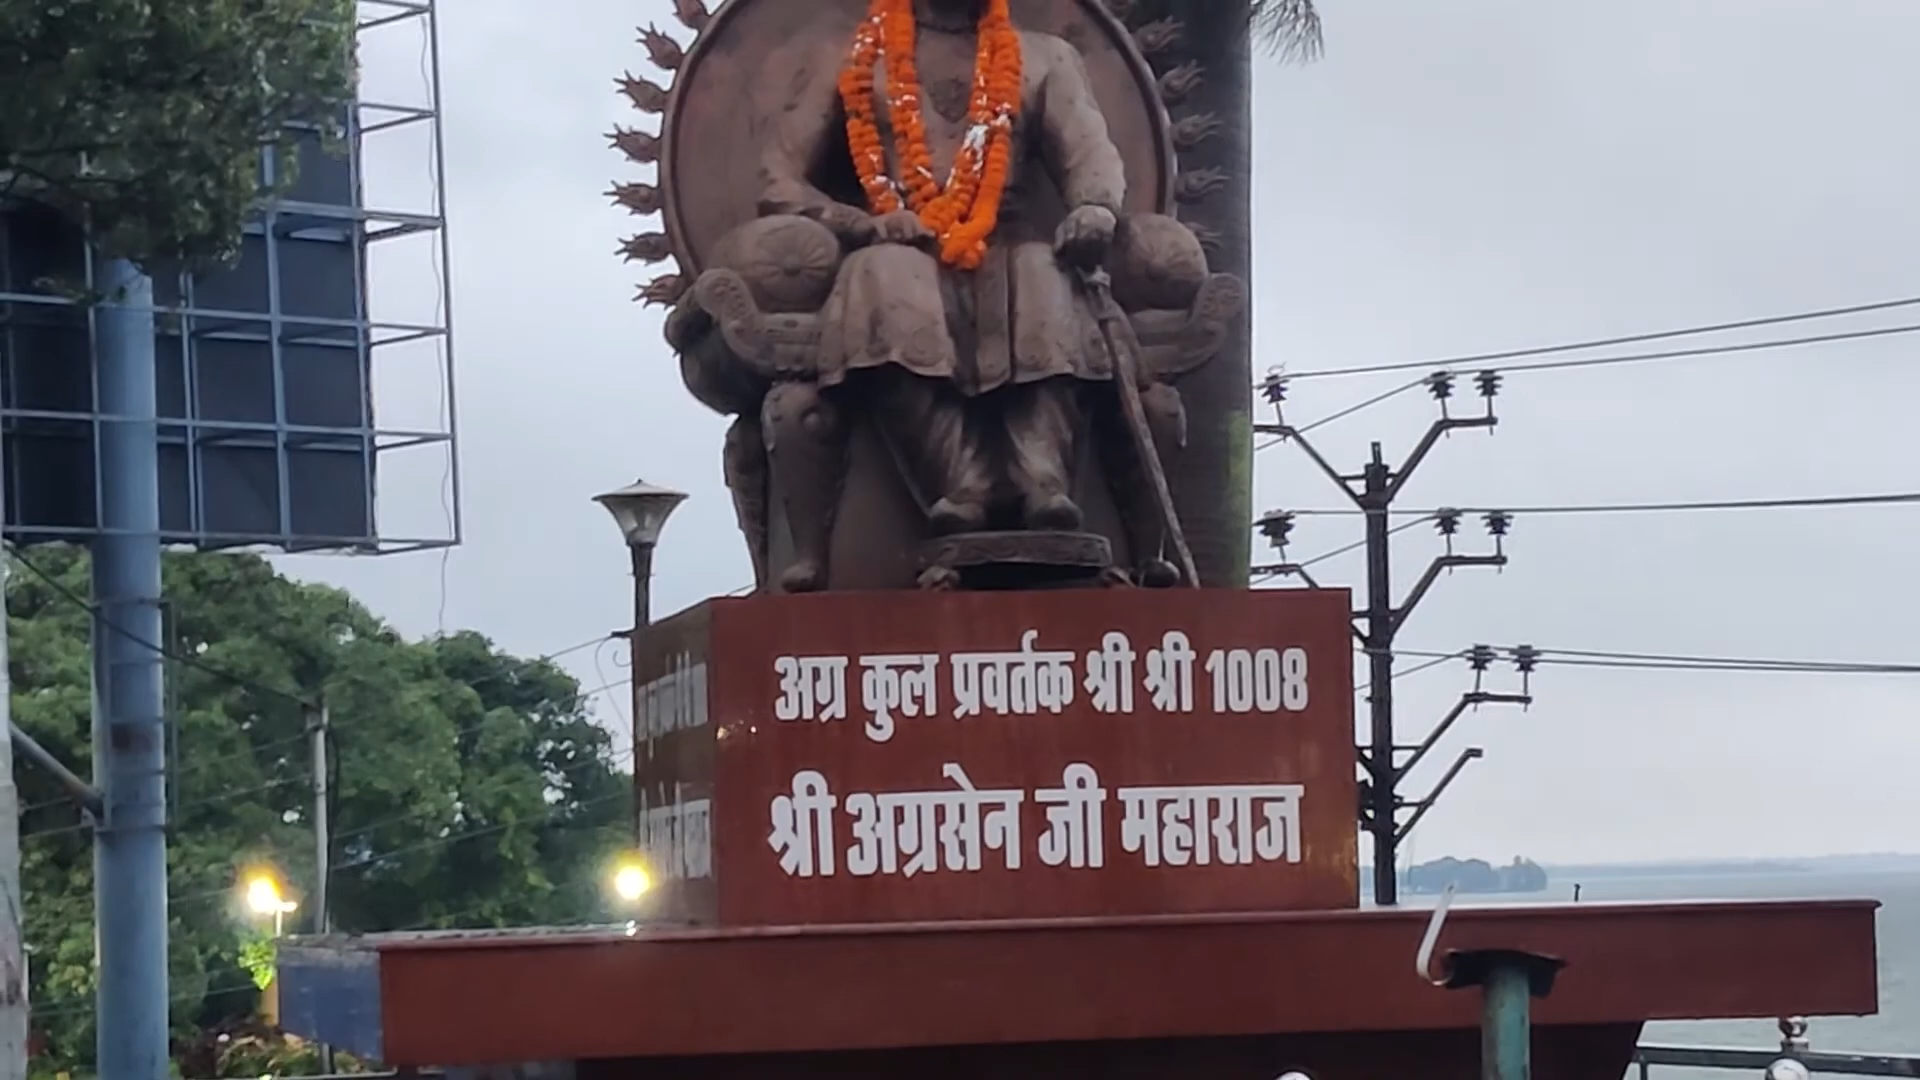 अग्र कुल प्रवर्तक श्री श्री 1008
श्री अग्रसेन जी महाराज